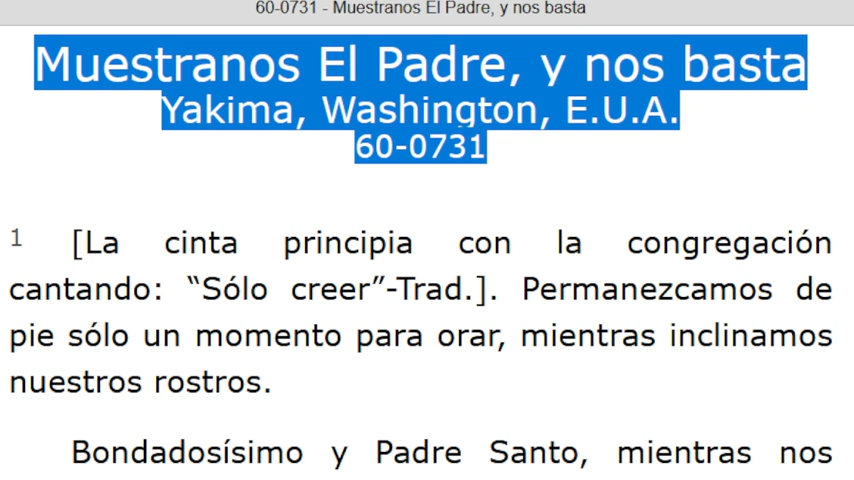 60-0731 - Muestranos El Padre, y nos basta
Muestranos El Padre, y nos basta
Yakima, Washington, E.U.A.
60-0731
1 [La cinta principia con la congregación
cantando: “Sólo creer”-Trad.]. Permanezcamos de
pie sólo un momento para orar, mientras inclinamos
nuestros rostros.
Bondadosísimo y Padre Santo, mientras nos